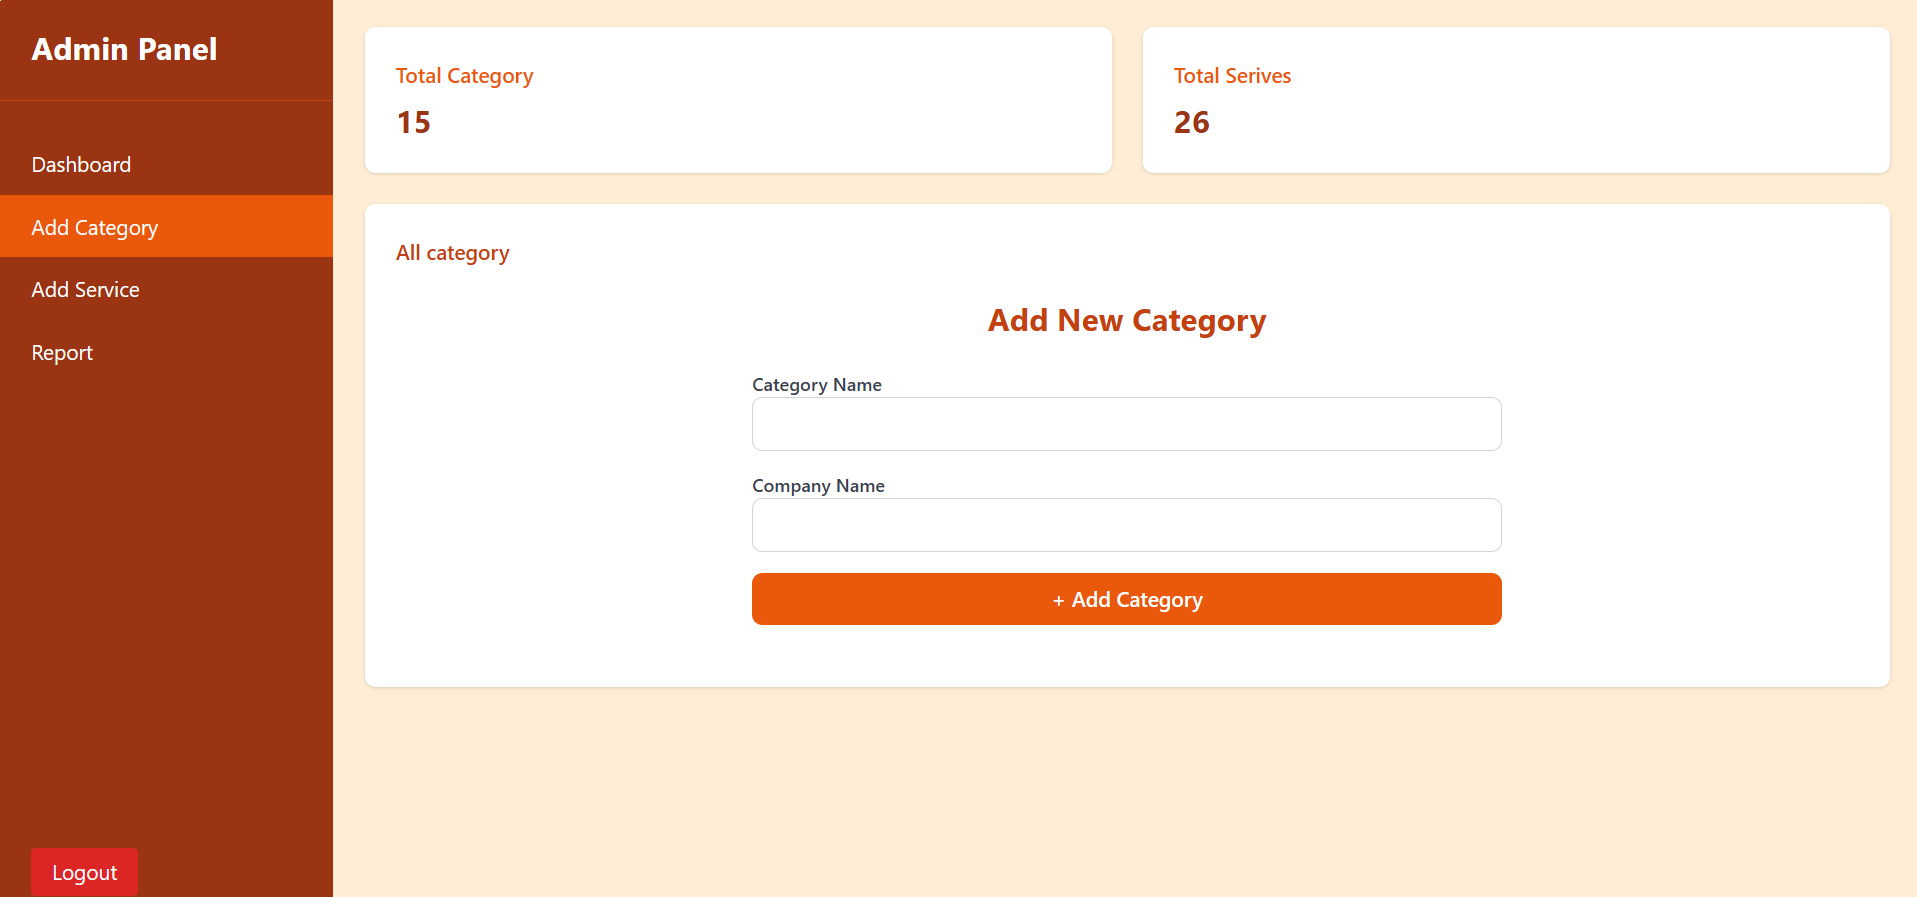 Admin Panel
Dashboard
Add Category
Add Service
Report
Logout
Total Category
15
Total Serives
26
All category
Add New Category
Category Name
Company Name
+ Add Category